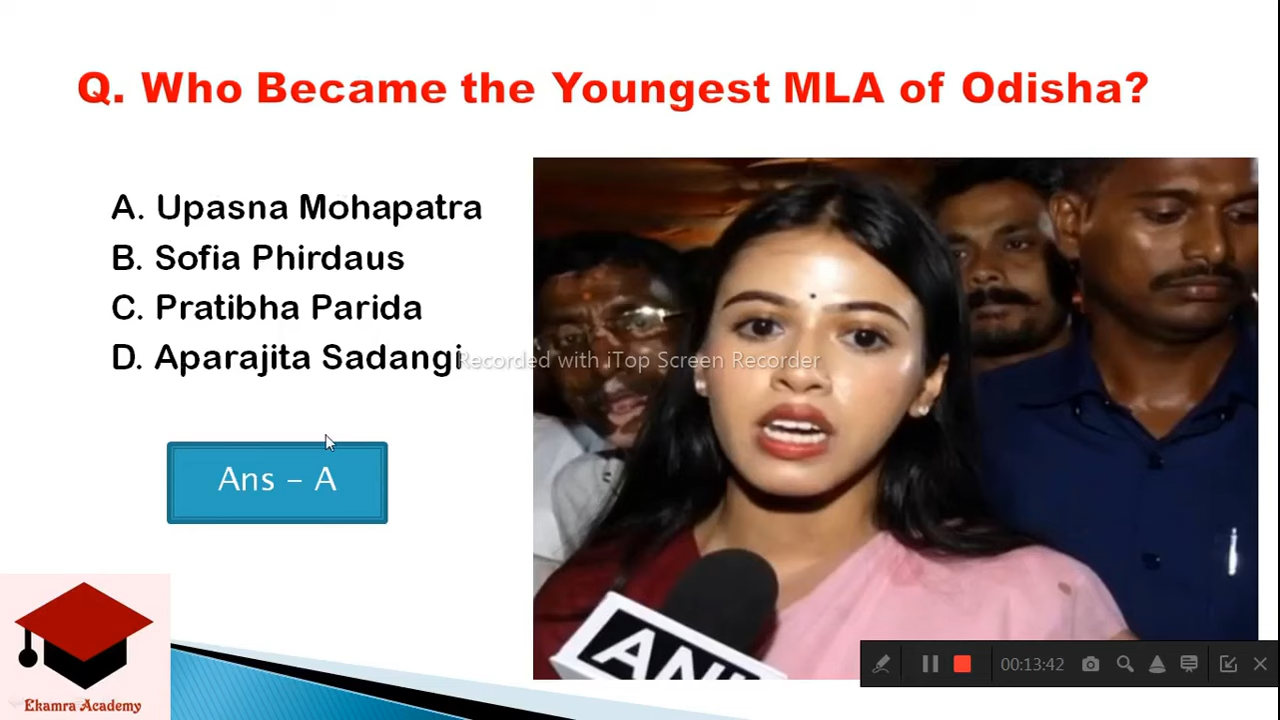 Q. Who Became the Youngest MLA of Odisha?
A. Upasna Mohapatra
B. Sofia Phirdaus
C. Pratibha Parida
D. Aparajita Sadangi
Recorded with iTop Screen Recorder
Ans – A
ANI
00:13:42
Ekamra Academy